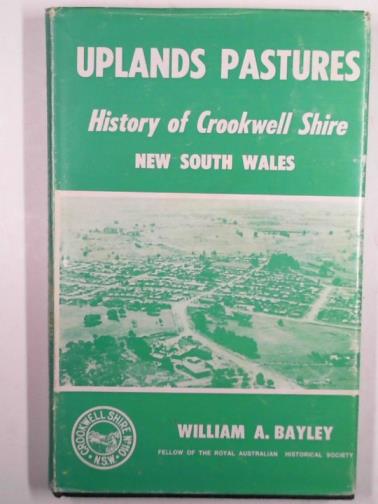 UPLANDS PASTURES
History of Crookwell Shire
NEW SOUTH WALES
CROOKWELL SHIRE
NSW
WILLIAM A. BAYLEY
FELLOW OF THE ROYAL AUSTRALIAN HISTORICAL SOCIETY